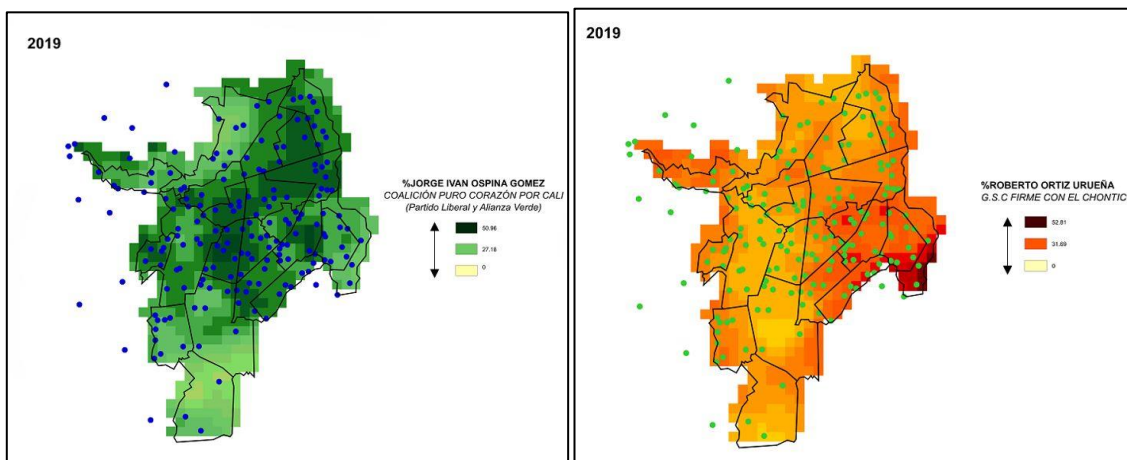 2019
%JORGE IVAN OSPINA GOMEZ
COALICIÓN PURO CORAZÓN POR CALI
(Partido Liberal y Alianza Verde)
50.96
27.18
0
2019
%ROBERTO ORTIZ URUEÑA
G.S.C FIRME CON EL CHONTIC
52.81
31.69
0